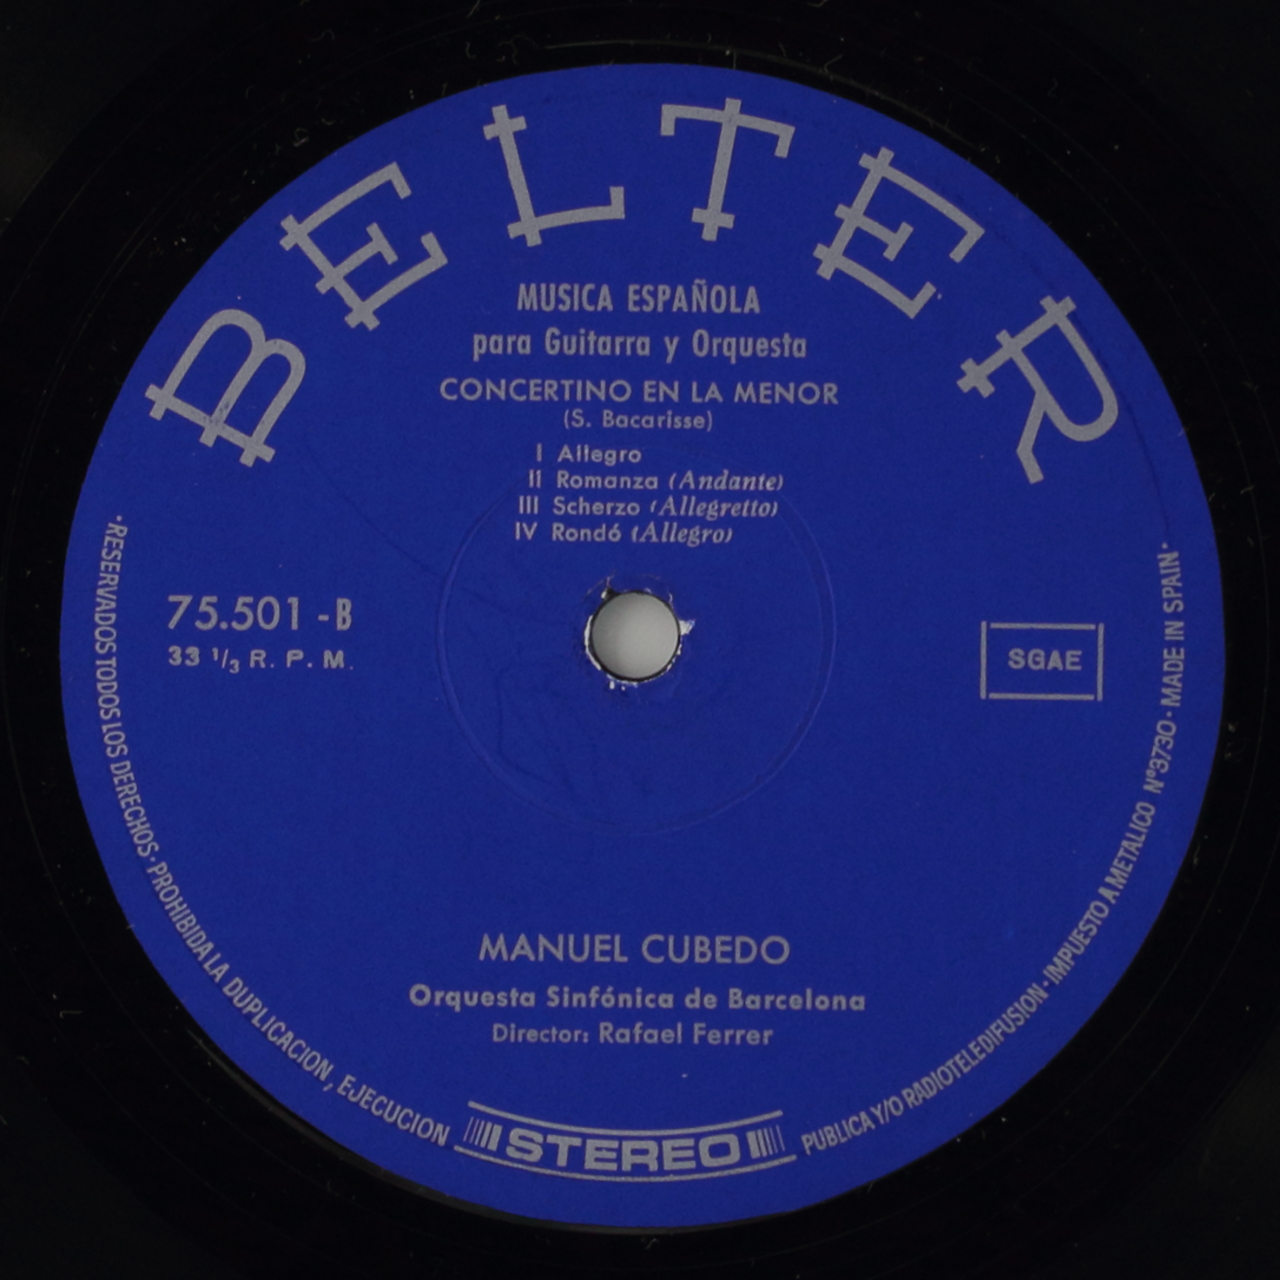 BELTER
MUSICA ESPAÑOLA
para Guitarra y Orquesta
CONCERTINO EN LA MENOR
(S. Bacarisse)
I Allegro
II Romanza (Andante)
III Scherzo (Allegretto)
IV Rondó (Allegro)
75.501 - B
33 1/3 R. P. M.
SGAE
MANUEL CUBEDO
Orquesta Sinfónica de Barcelona
Director: Rafael Ferrer
STEREO
·RESERVADOS TODOS LOS DERECHOS·PROHIBIDA LA DUPLICACION, EJECUCION
PUBLICA Y/O RADIOTELEDIFUSION·IMPUESTO A METALICO Nº3730·MADE IN SPAIN·